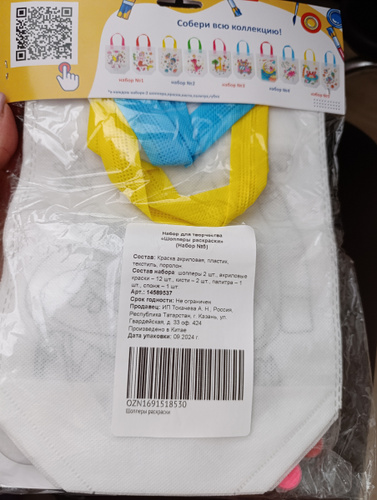 Собери всю коллекцию!
набор №1
набор №2
набор №3
набор №4
Набор для творчества
«Шопперы раскраски»
(Набор №5)
Состав: Краска акриловая, пластик,
текстиль, поролон
Состав набора: шопперы 2 шт., акриловые
краски – 12 шт., кисти – 2 шт., палитра – 1
шт., спонж – 1 шт.
Арт.: 14589537
Срок годности: Не ограничен
Продавец: ИП Токачева А. Н., Россия,
Республика Татарстан, г. Казань, ул.
Гвардейская, д. 33 оф. 424
Произведено в Китае
Дата упаковки: 09.2024 г.
OZN1691518530
Шопперы раскраски